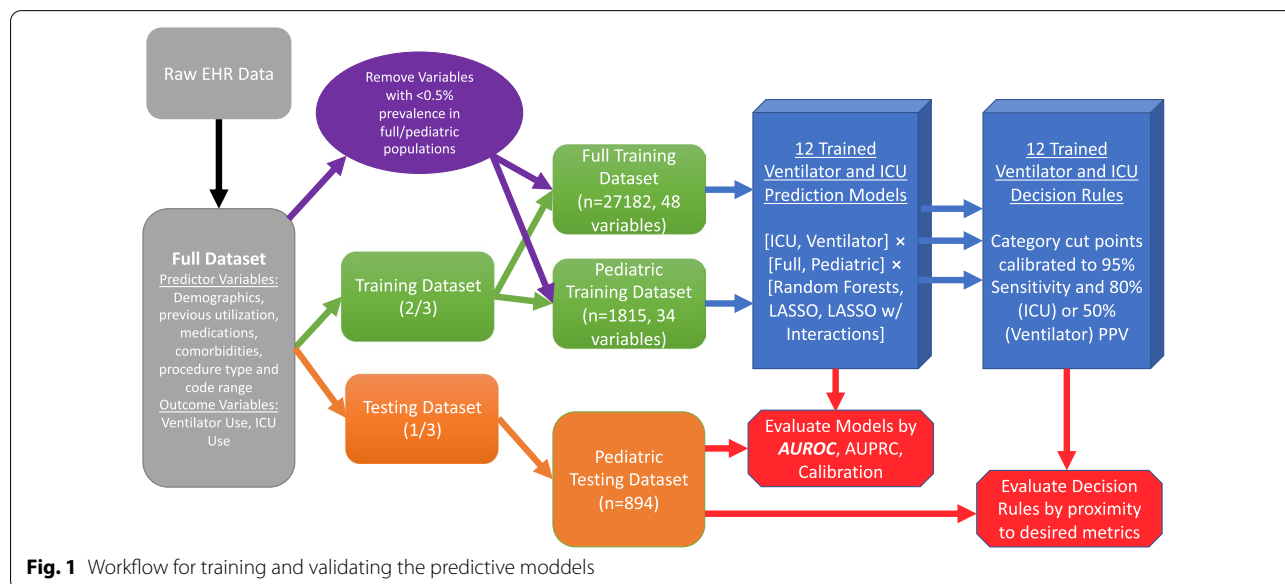 Raw EHR Data
Remove Variables
with <0.5%
prevalence in
full/pediatric
populations
Full Dataset
Predictor Variables:
Demographics,
previous utilization,
medications,
comorbidities,
procedure type and
code range
Outcome Variables:
Ventilator Use, ICU
Use
Training Dataset
(2/3)
Testing Dataset
(1/3)
Full Training
Dataset
(n=27182, 48
variables)
Pediatric
Training Dataset
(n=1815, 34
variables)
Pediatric
Testing Dataset
(n=894)
12 Trained
Ventilator and ICU
Prediction Models
[ICU, Ventilator] ×
[Full, Pediatric] ×
[Random Forests,
LASSO, LASSO w/
Interactions]
12 Trained
Ventilator and ICU
Decision Rules
Category cut points
calibrated to 95%
Sensitivity and 80%
(ICU) or 50%
(Ventilator) PPV
Evaluate Models by
AUROC, AUPRC,
Calibration
Evaluate Decision
Rules by proximity
to desired metrics
Fig. 1 Workflow for training and validating the predictive moddels